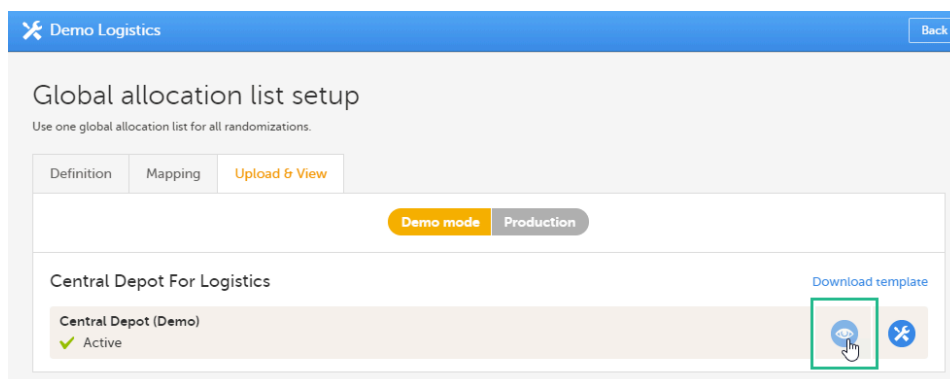 Demo Logistics
Back
Global allocation list setup
Use one global allocation list for all randomizations.
Definition Mapping Upload & View
Demo mode Production
Central Depot For Logistics
Download template
Central Depot (Demo)
Active